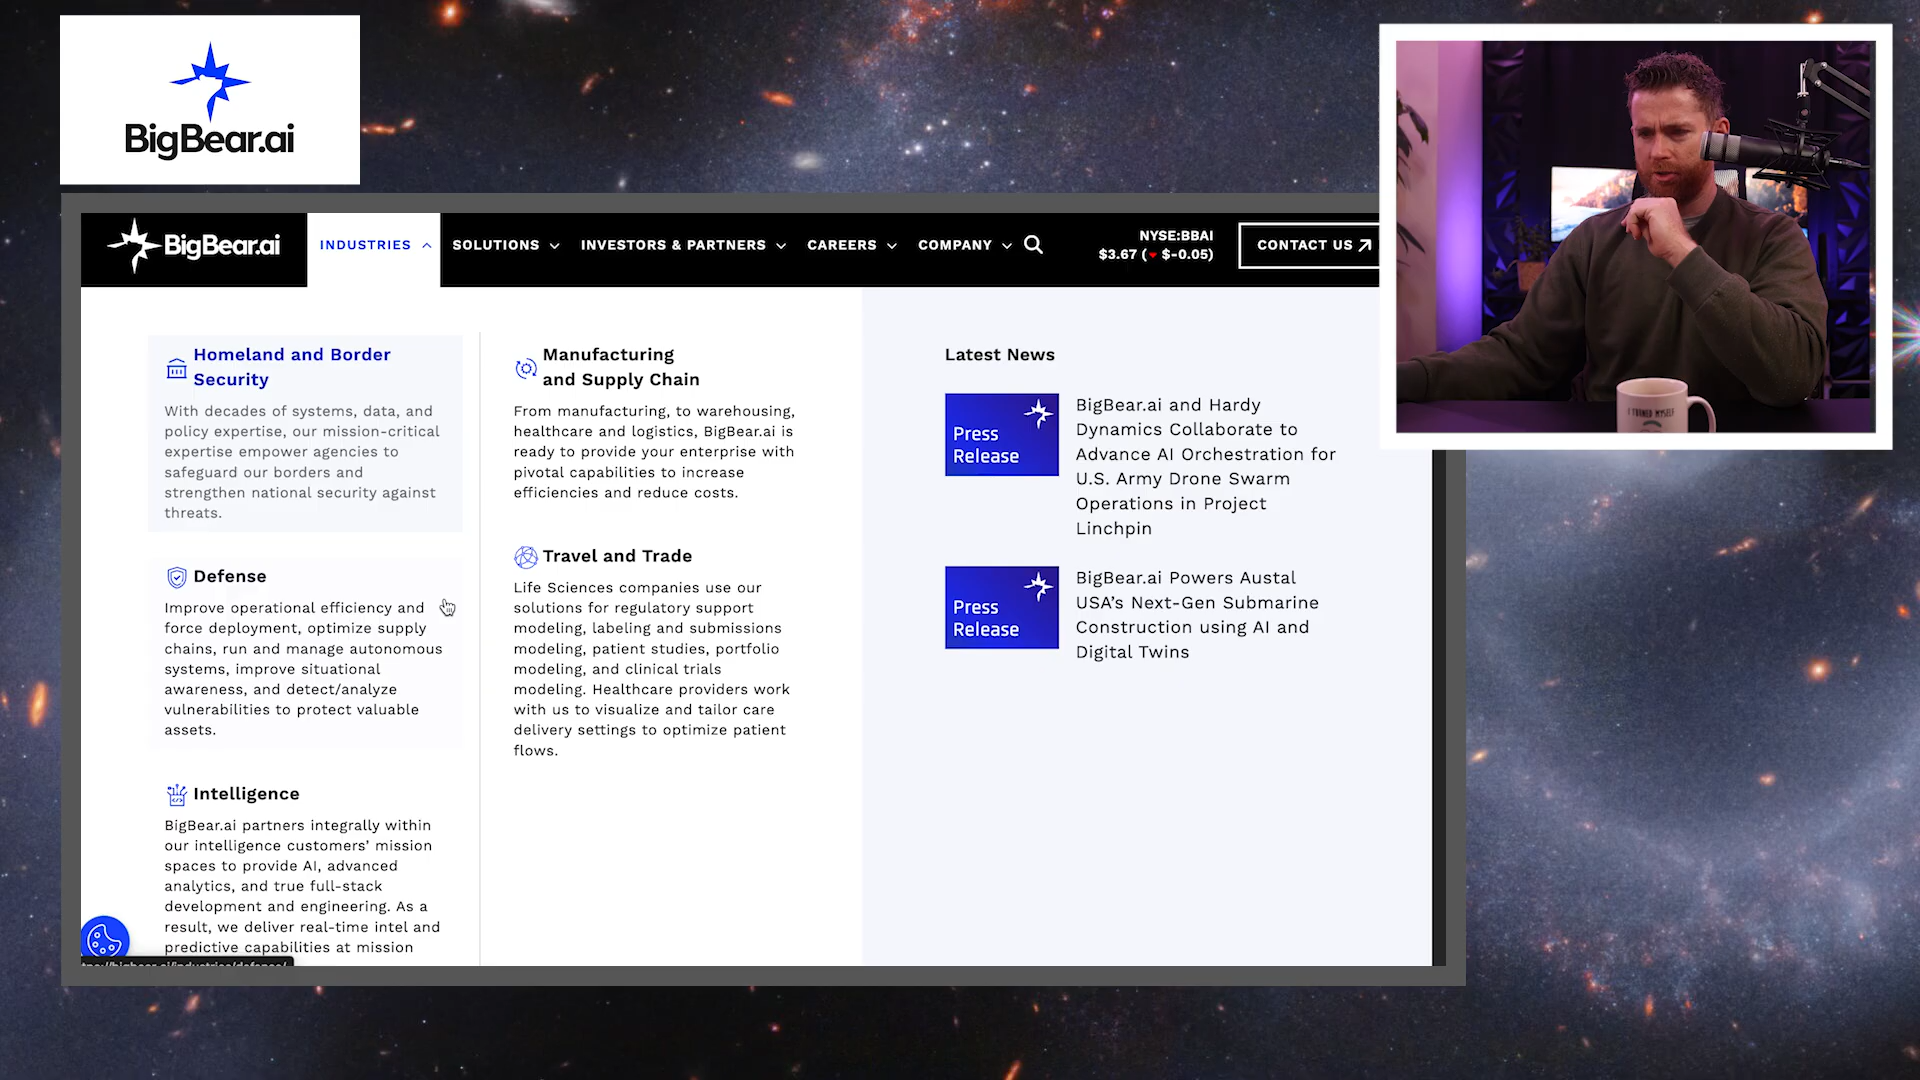 BigBear.ai
BigBear.ai
INDUSTRIES
SOLUTIONS
INVESTORS & PARTNERS
CAREERS
COMPANY
NYSE:BBAI
$3.67 ( $-0.05)
CONTACT US
Homeland and Border
Security
With decades of systems, data, and
policy expertise, our mission-critical
expertise empower agencies to
safeguard our borders and
strengthen national security against
threats.
Defense
Improve operational efficiency and
force deployment, optimize supply
chains, run and manage autonomous
systems, improve situational
awareness, and detect/analyze
vulnerabilities to protect valuable
assets.
Intelligence
BigBear.ai partners integrally within
our intelligence customers’ mission
spaces to provide AI, advanced
analytics, and true full-stack
development and engineering. As a
result, we deliver real-time intel and
predictive capabilities at mission
Manufacturing
and Supply Chain
From manufacturing, to warehousing,
healthcare and logistics, BigBear.ai is
ready to provide your enterprise with
pivotal capabilities to increase
efficiencies and reduce costs.
Travel and Trade
Life Sciences companies use our
solutions for regulatory support
modeling, labeling and submissions
modeling, patient studies, portfolio
modeling, and clinical trials
modeling. Healthcare providers work
with us to visualize and tailor care
delivery settings to optimize patient
flows.
Latest News
Press
Release
BigBear.ai and Hardy
Dynamics Collaborate to
Advance AI Orchestration for
U.S. Army Drone Swarm
Operations in Project
Linchpin
Press
Release
BigBear.ai Powers Austal
USA’s Next-Gen Submarine
Construction using AI and
Digital Twins
I TURNED MYSELF